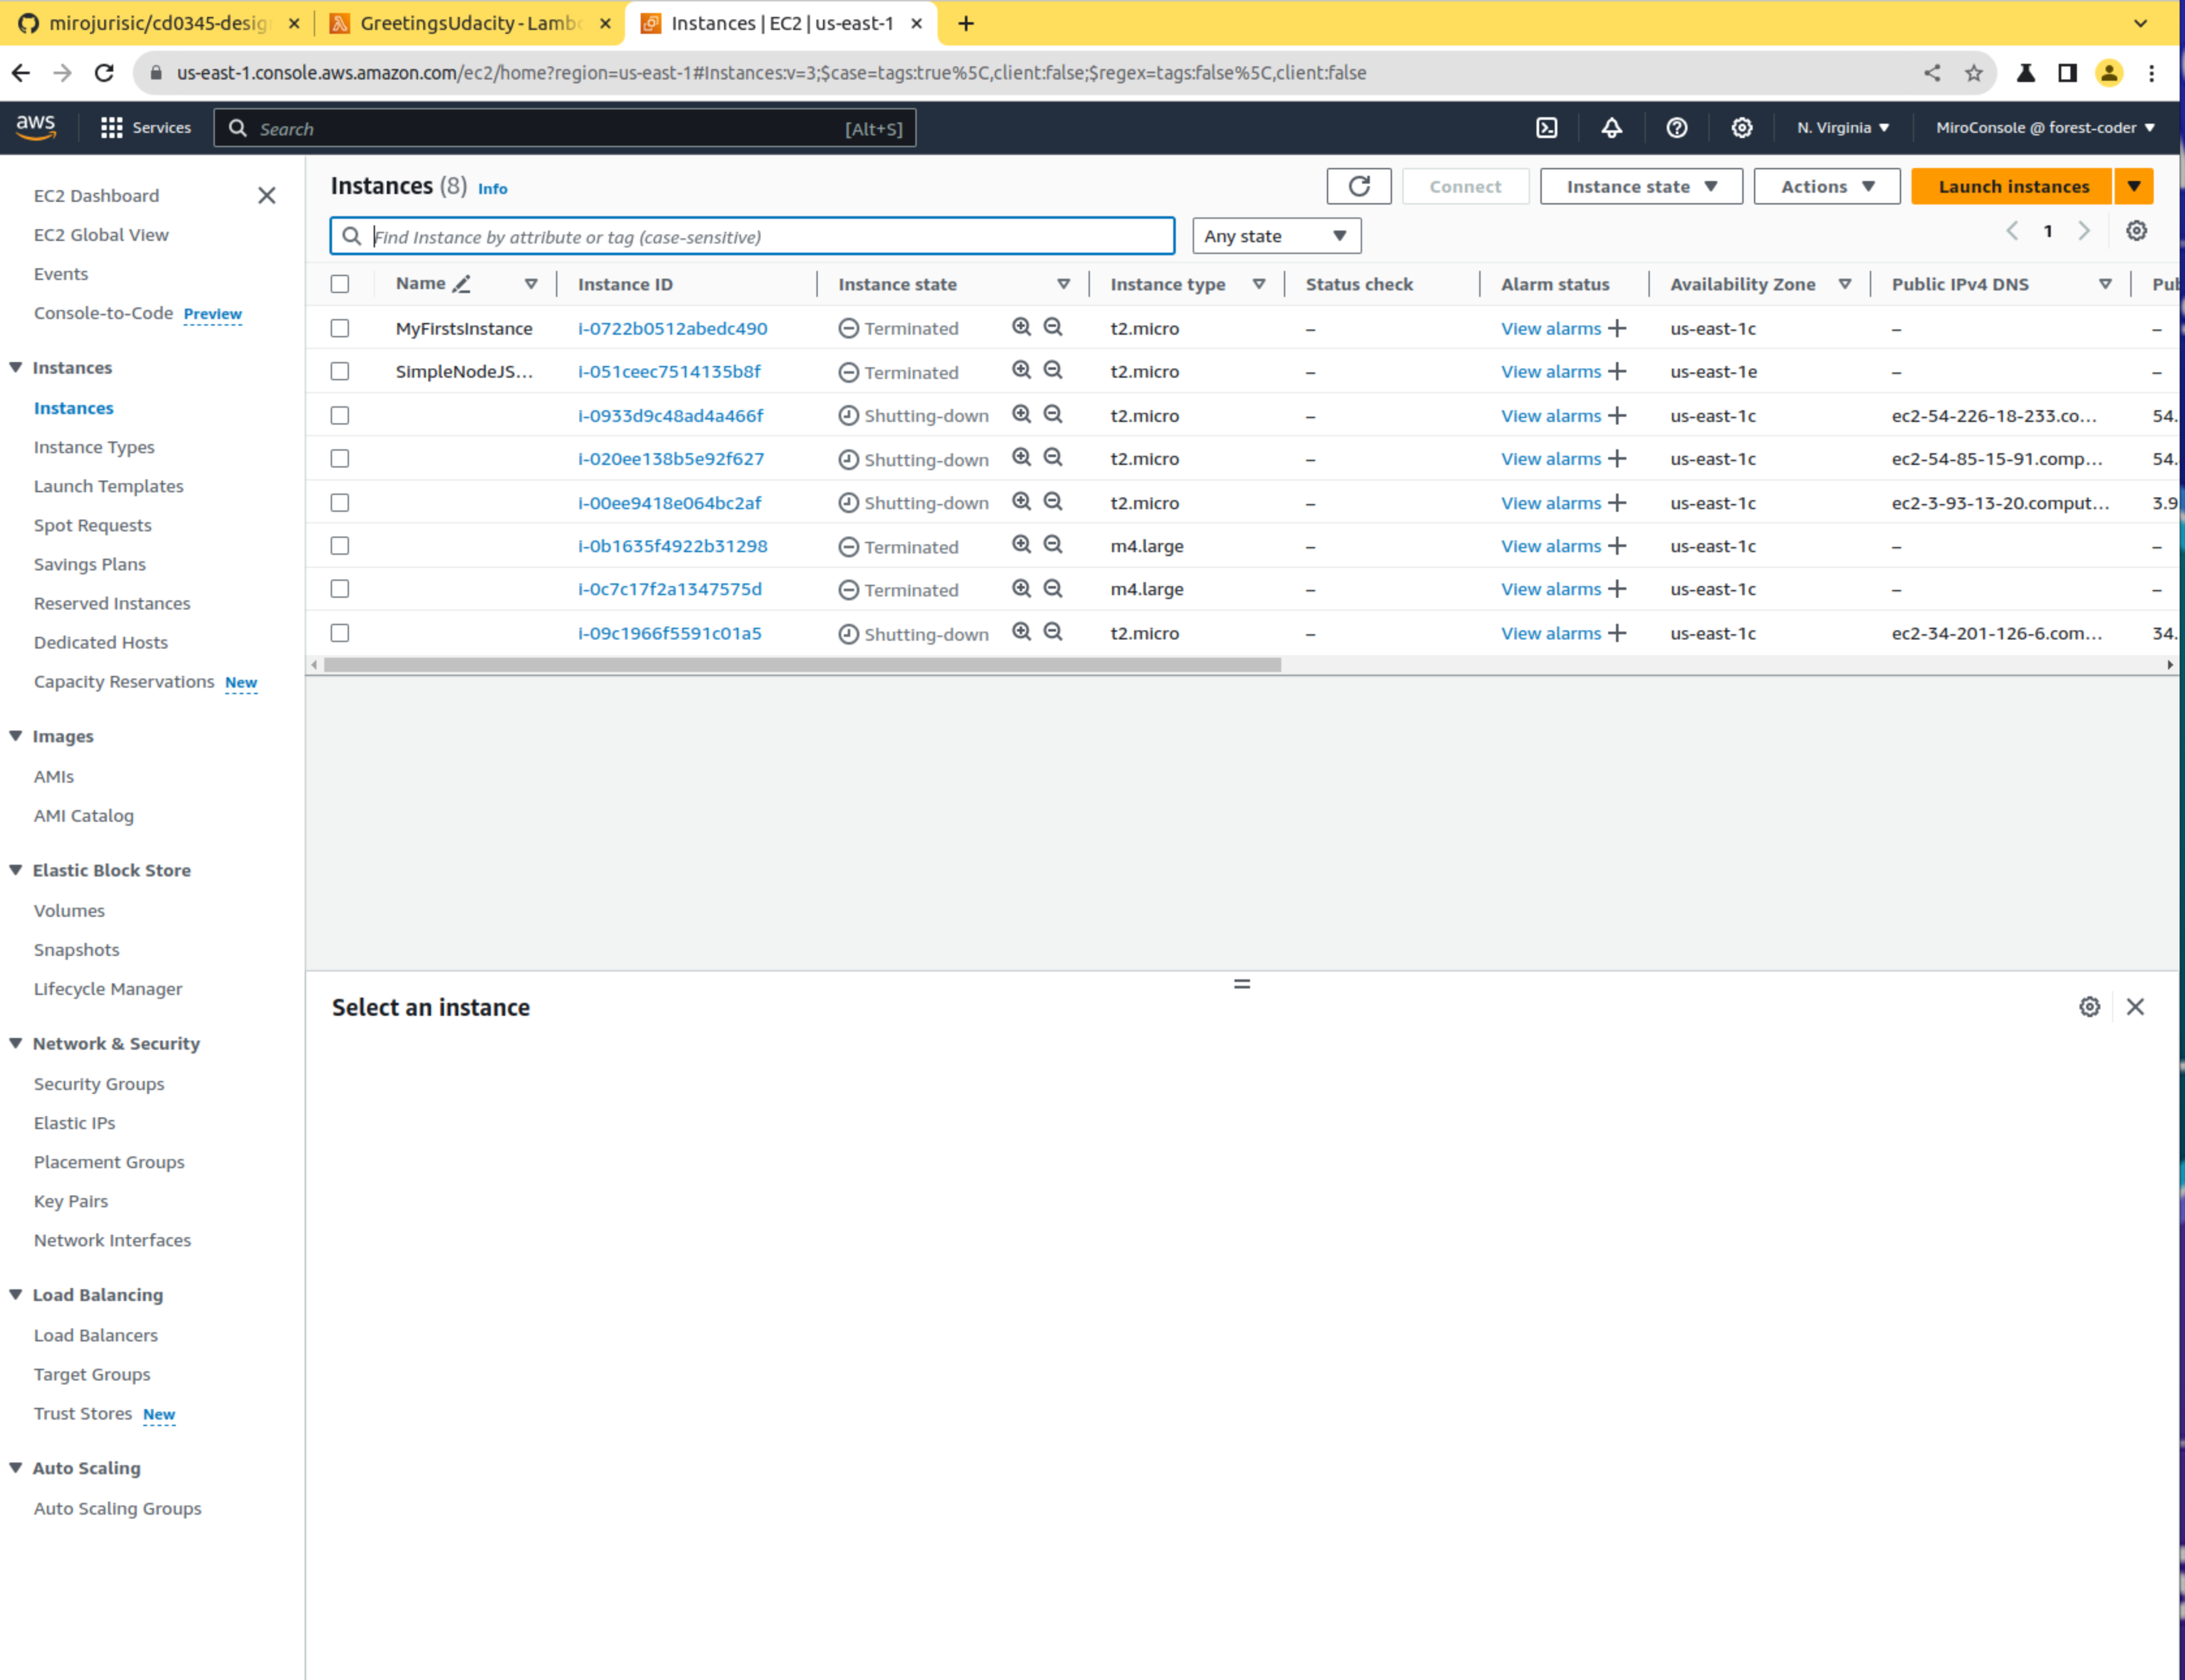 mirojurisic/cd0345-desig
GreetingsUdacity - Lambd
Instances | EC2 | us-east-1
us-east-1.console.aws.amazon.com/ec2/home?region=us-east-1#Instances:v=3;$case=tags:true%5C,client:false;$regex=tags:false%5C,client:false
aws Services Search [Alt+S] N. Virginia MiroConsole @ forest-coder
EC2 Dashboard
EC2 Global View
Events
Console-to-Code Preview
Instances
Instances
Instance Types
Launch Templates
Spot Requests
Savings Plans
Reserved Instances
Dedicated Hosts
Capacity Reservations New
Images
AMIs
AMI Catalog
Elastic Block Store
Volumes
Snapshots
Lifecycle Manager
Network & Security
Security Groups
Elastic IPs
Placement Groups
Key Pairs
Network Interfaces
Load Balancing
Load Balancers
Target Groups
Trust Stores New
Auto Scaling
Auto Scaling Groups
Instances (8) Info
Connect Instance state Actions Launch instances
Find Instance by attribute or tag (case-sensitive) Any state 1
Name Instance ID Instance state Instance type Status check Alarm status Availability Zone Public IPv4 DNS Pul
MyFirstsInstance i-0722b0512abedc490 Terminated t2.micro – View alarms + us-east-1c – –
SimpleNodeJS... i-051ceec7514135b8f Terminated t2.micro – View alarms + us-east-1e – –
i-0933d9c48ad4a466f Shutting-down t2.micro – View alarms + us-east-1c ec2-54-226-18-233.co... 54.
i-020ee138b5e92f627 Shutting-down t2.micro – View alarms + us-east-1c ec2-54-85-15-91.comp... 54.
i-00ee9418e064bc2af Shutting-down t2.micro – View alarms + us-east-1c ec2-3-93-13-20.comput... 3.9
i-0b1635f4922b31298 Terminated m4.large – View alarms + us-east-1c – –
i-0c7c17f2a1347575d Terminated m4.large – View alarms + us-east-1c – –
i-09c1966f5591c01a5 Shutting-down t2.micro – View alarms + us-east-1c ec2-34-201-126-6.com... 34.
Select an instance